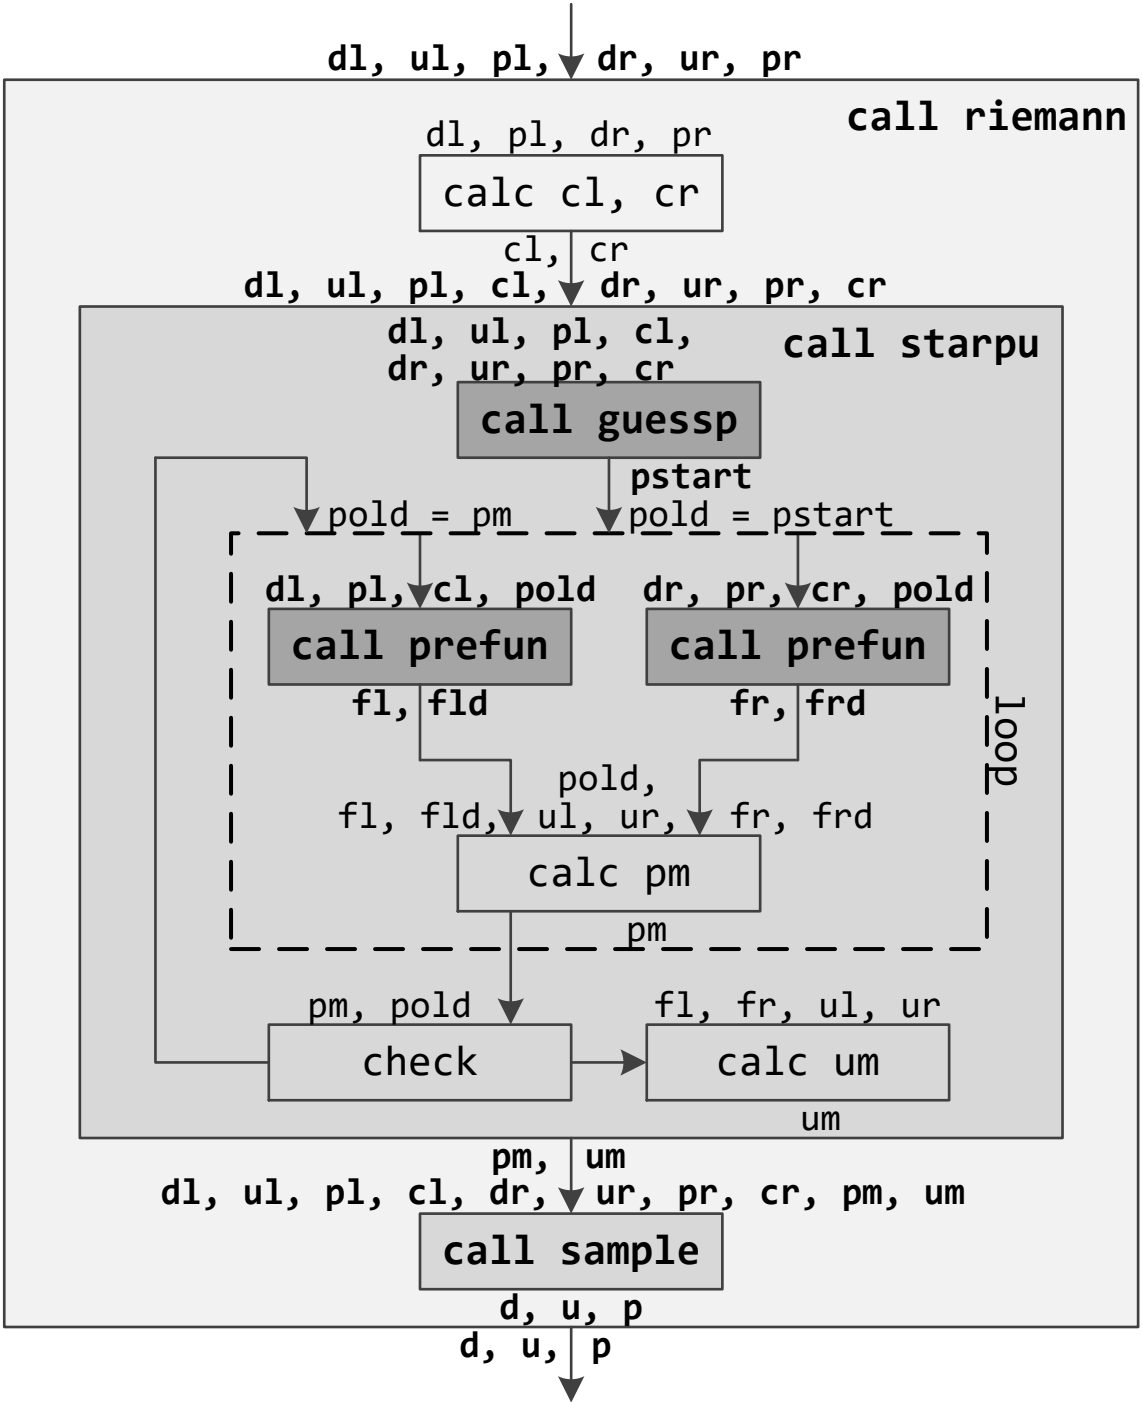 dl, ul, pl, dr, ur, pr
call riemann
dl, pl, dr, pr
calc cl, cr
cl, cr
dl, ul, pl, cl, dr, ur, pr, cr
dl, ul, pl, cl,
call starpu
dr, ur, pr, cr
call guessp
pstart
pold = pm
pold = pstart
dl, pl, cl, pold
dr, pr, cr, pold
call prefun
call prefun
fl, fld
fr, frd
loop
pold,
fl, fld, ul, ur, fr, frd
calc pm
pm
pm, pold
fl, fr, ul, ur
check
calc um
um
pm, um
dl, ul, pl, cl, dr, ur, pr, cr, pm, um
call sample
d, u, p
d, u, p